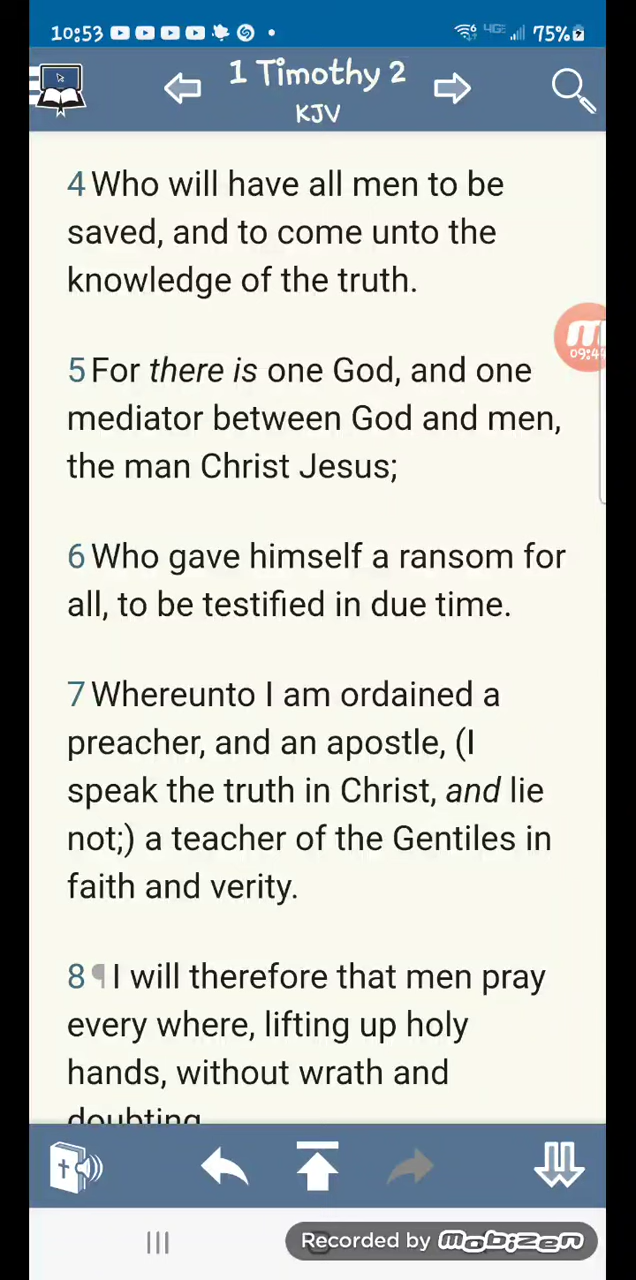 10:53
4GE 75%
1 Timothy 2
KJV
4 Who will have all men to be
saved, and to come unto the
knowledge of the truth.
09:4
5 For there is one God, and one
mediator between God and men,
the man Christ Jesus;
6 Who gave himself a ransom for
all, to be testified in due time.
7 Whereunto I am ordained a
preacher, and an apostle, (I
speak the truth in Christ, and lie
not;) a teacher of the Gentiles in
faith and verity.
8 ¶ I will therefore that men pray
every where, lifting up holy
hands, without wrath and
doubting
Recorded by mobizen